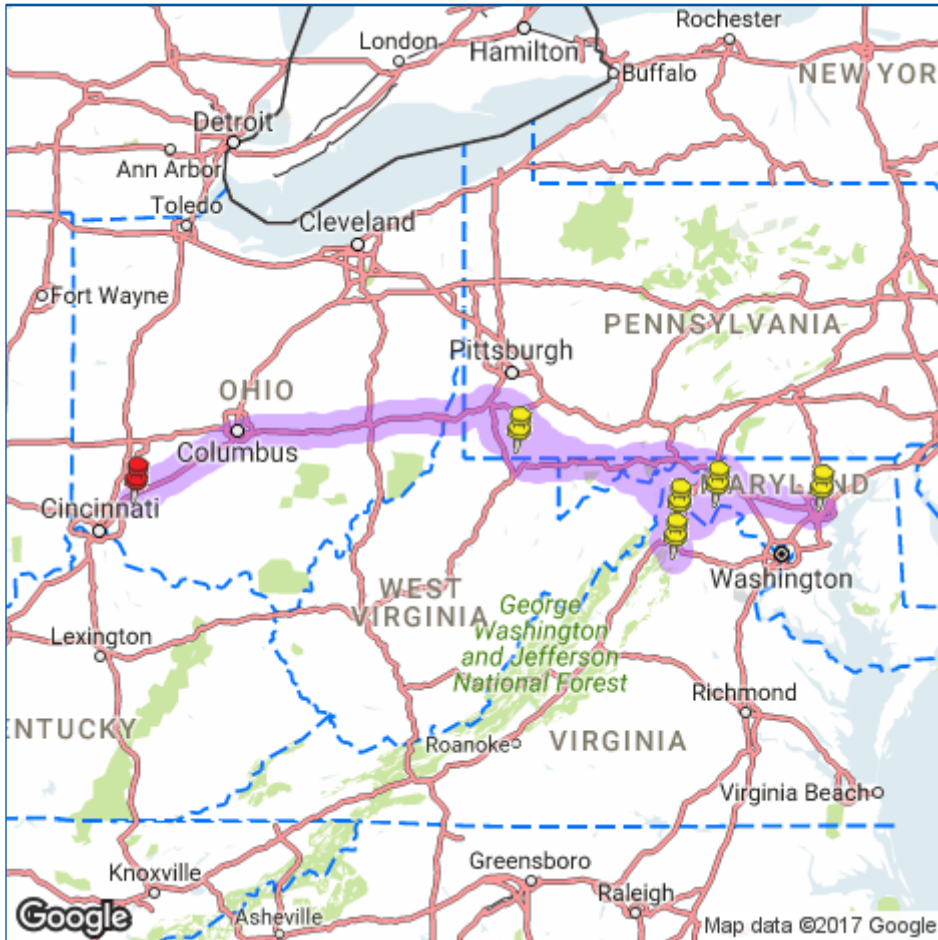 Rochester
London
Hamilton
Buffalo
NEW YOR
Detroit
Ann Arbor
Toledo
Cleveland
Fort Wayne
PENNSYLVANIA
Pittsburgh
OHIO
Columbus
MARYLAND
Cincinnati
Washington
WEST
VIRGINIA
George
Washington
and Jefferson
National Forest
Lexington
Richmond
ENTUCKY
Roanoke
VIRGINIA
Virginia Beach
Greensboro
Knoxville
Raleigh
Asheville
Google
Map data ©2017 Google